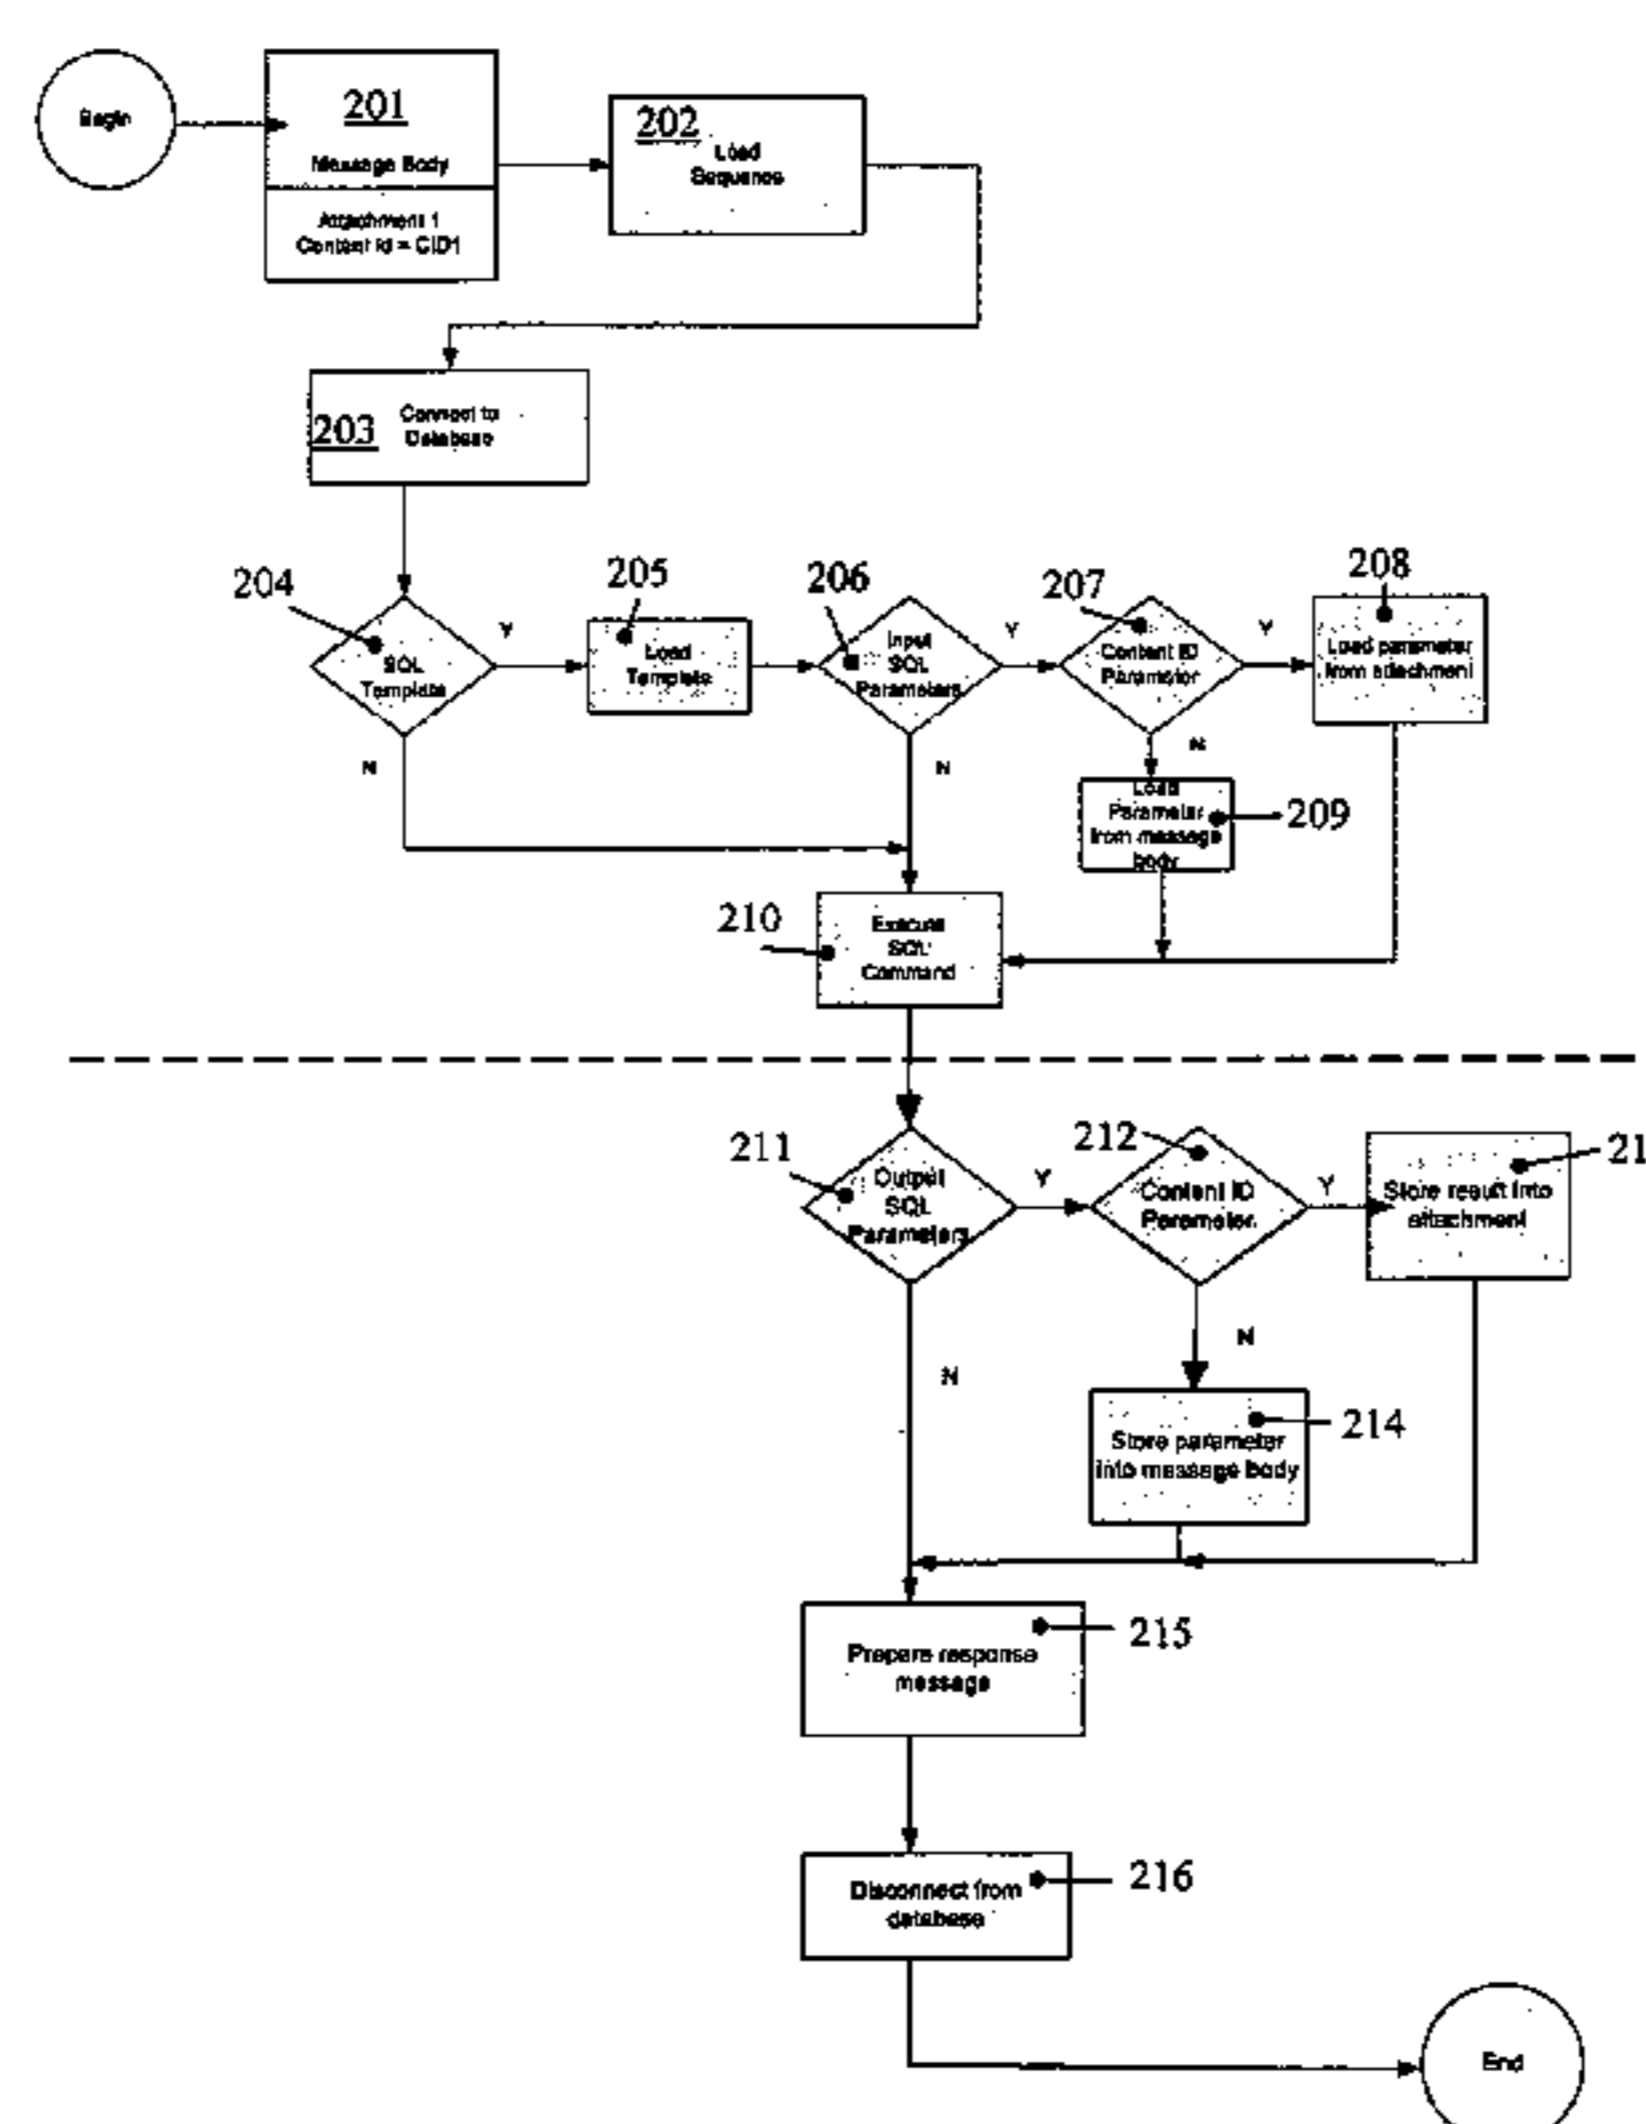 Begin
201
Message Body
Attachment 1
Content Id = CID1
202
Load
Sequence
203
Connect to
Database
204
SQL
Template
Y
N
205
Load
Template
206
Input
SQL
Parameters
Y
N
207
Content ID
Parameter
Y
N
208
Load parameter
from attachment
Load
Parameter
from message
body
209
210
Execute
SQL
Command
211
Output
SQL
Parameters
Y
N
212
Content ID
Parameter
Y
N
21
Store result into
attachment
214
Store parameter
into message body
215
Prepare response
message
216
Disconnect from
database
End